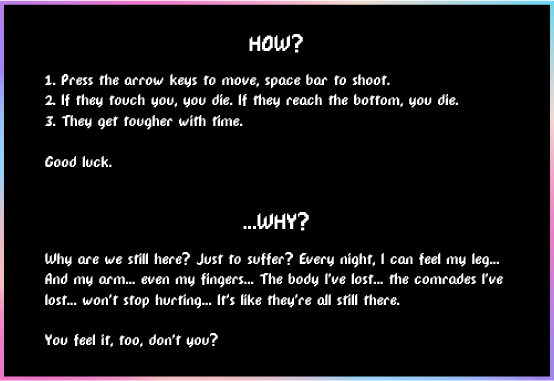 HOW?
1. Press the arrow keys to move, space bar to shoot.
2. If they touch you, you die. If they reach the bottom, you die.
3. They get tougher with time.
Good luck.
...WHY?
Why are we still here? Just to suffer? Every night, I can feel my leg...
And my arm... even my fingers... The body I've lost... the comrades I've
lost... won't stop hurting... It's like they're all still there.
You feel it, too, don't you?